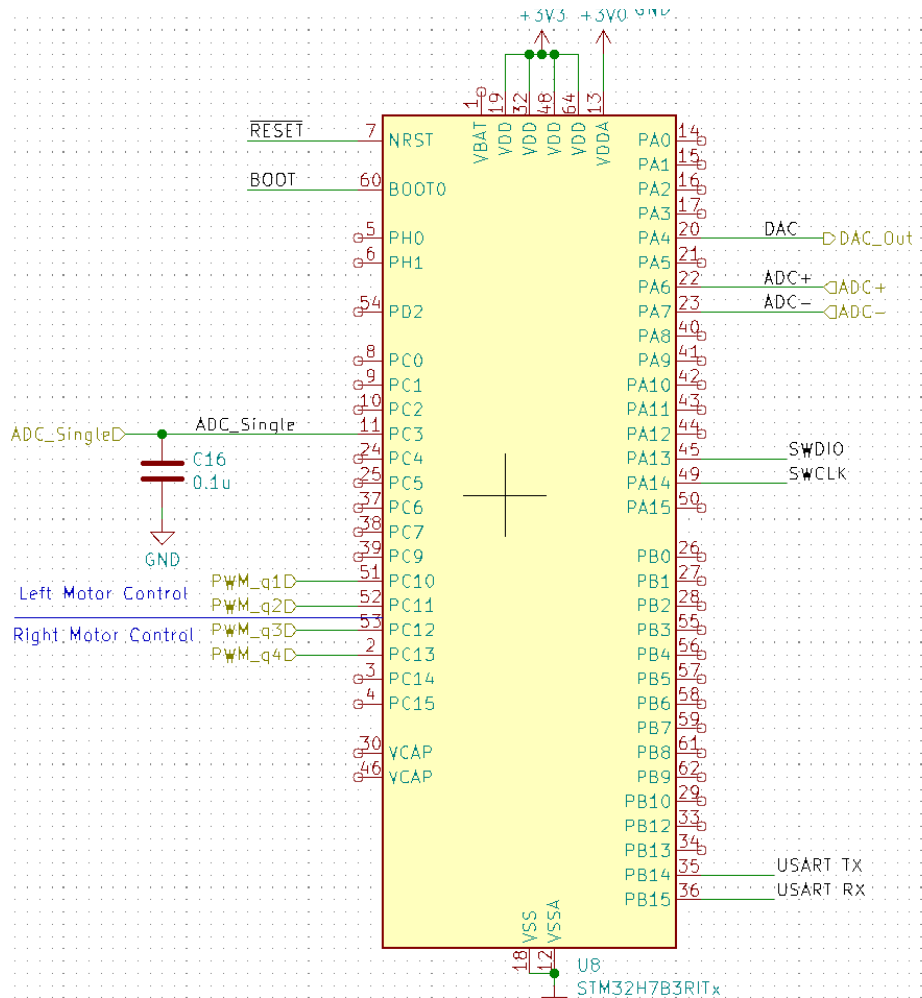 +3V3 +3V0 GND
1 19 32 48 64 13
VBAT VDD VDD VDD VDD VDDA
RESET 7 NRST
BOOT 60 BOOT0
5 PH0
6 PH1
54 PD2
8 PC0
9 PC1
10 PC2
ADC_Single ADC_Single 11 PC3
24 PC4
C16
0.1u
25 PC5
37 PC6
38 PC7
GND
39 PC9
Left Motor Control
PWM_q1 51 PC10
PWM_q2 52 PC11
Right Motor Control
PWM_q3 53 PC12
PWM_q4 2 PC13
3 PC14
4 PC15
30 VCAP
46 VCAP
PA0 14
PA1 15
PA2 16
PA3 17
PA4 20 DAC DAC_Out
PA5 21
PA6 22 ADC+ ADC+
PA7 23 ADC- ADC-
PA8 40
PA9 41
PA10 42
PA11 43
PA12 44
PA13 45 SWDIO
PA14 49 SWCLK
PA15 50
PB0 26
PB1 27
PB2 28
PB3 55
PB4 56
PB5 57
PB6 58
PB7 59
PB8 61
PB9 62
PB10 29
PB12 33
PB13 34
PB14 35 USART TX
PB15 36 USART RX
VSS VSSA
18 12
U8
STM32H7B3RITx